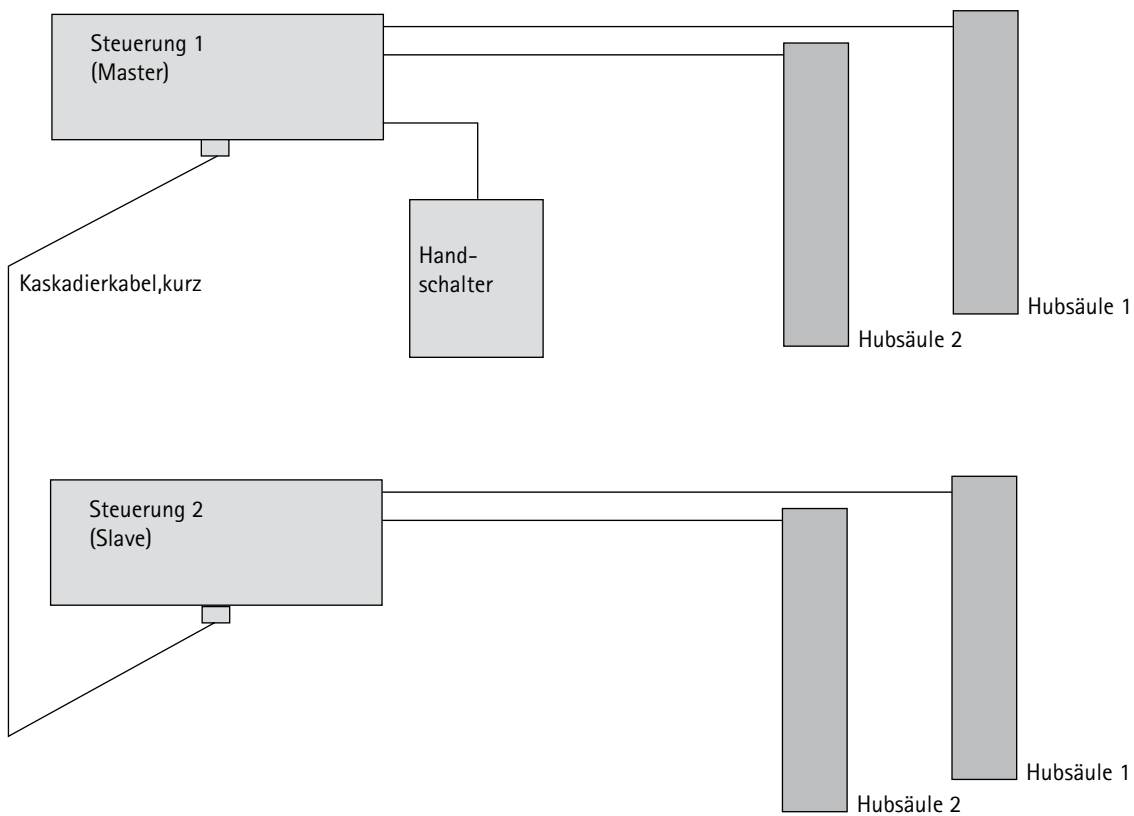 Steuerung 1
(Master)
Hand-
schalter
Kaskadierkabel,kurz
Hubsäule 1
Hubsäule 2
Steuerung 2
(Slave)
Hubsäule 1
Hubsäule 2